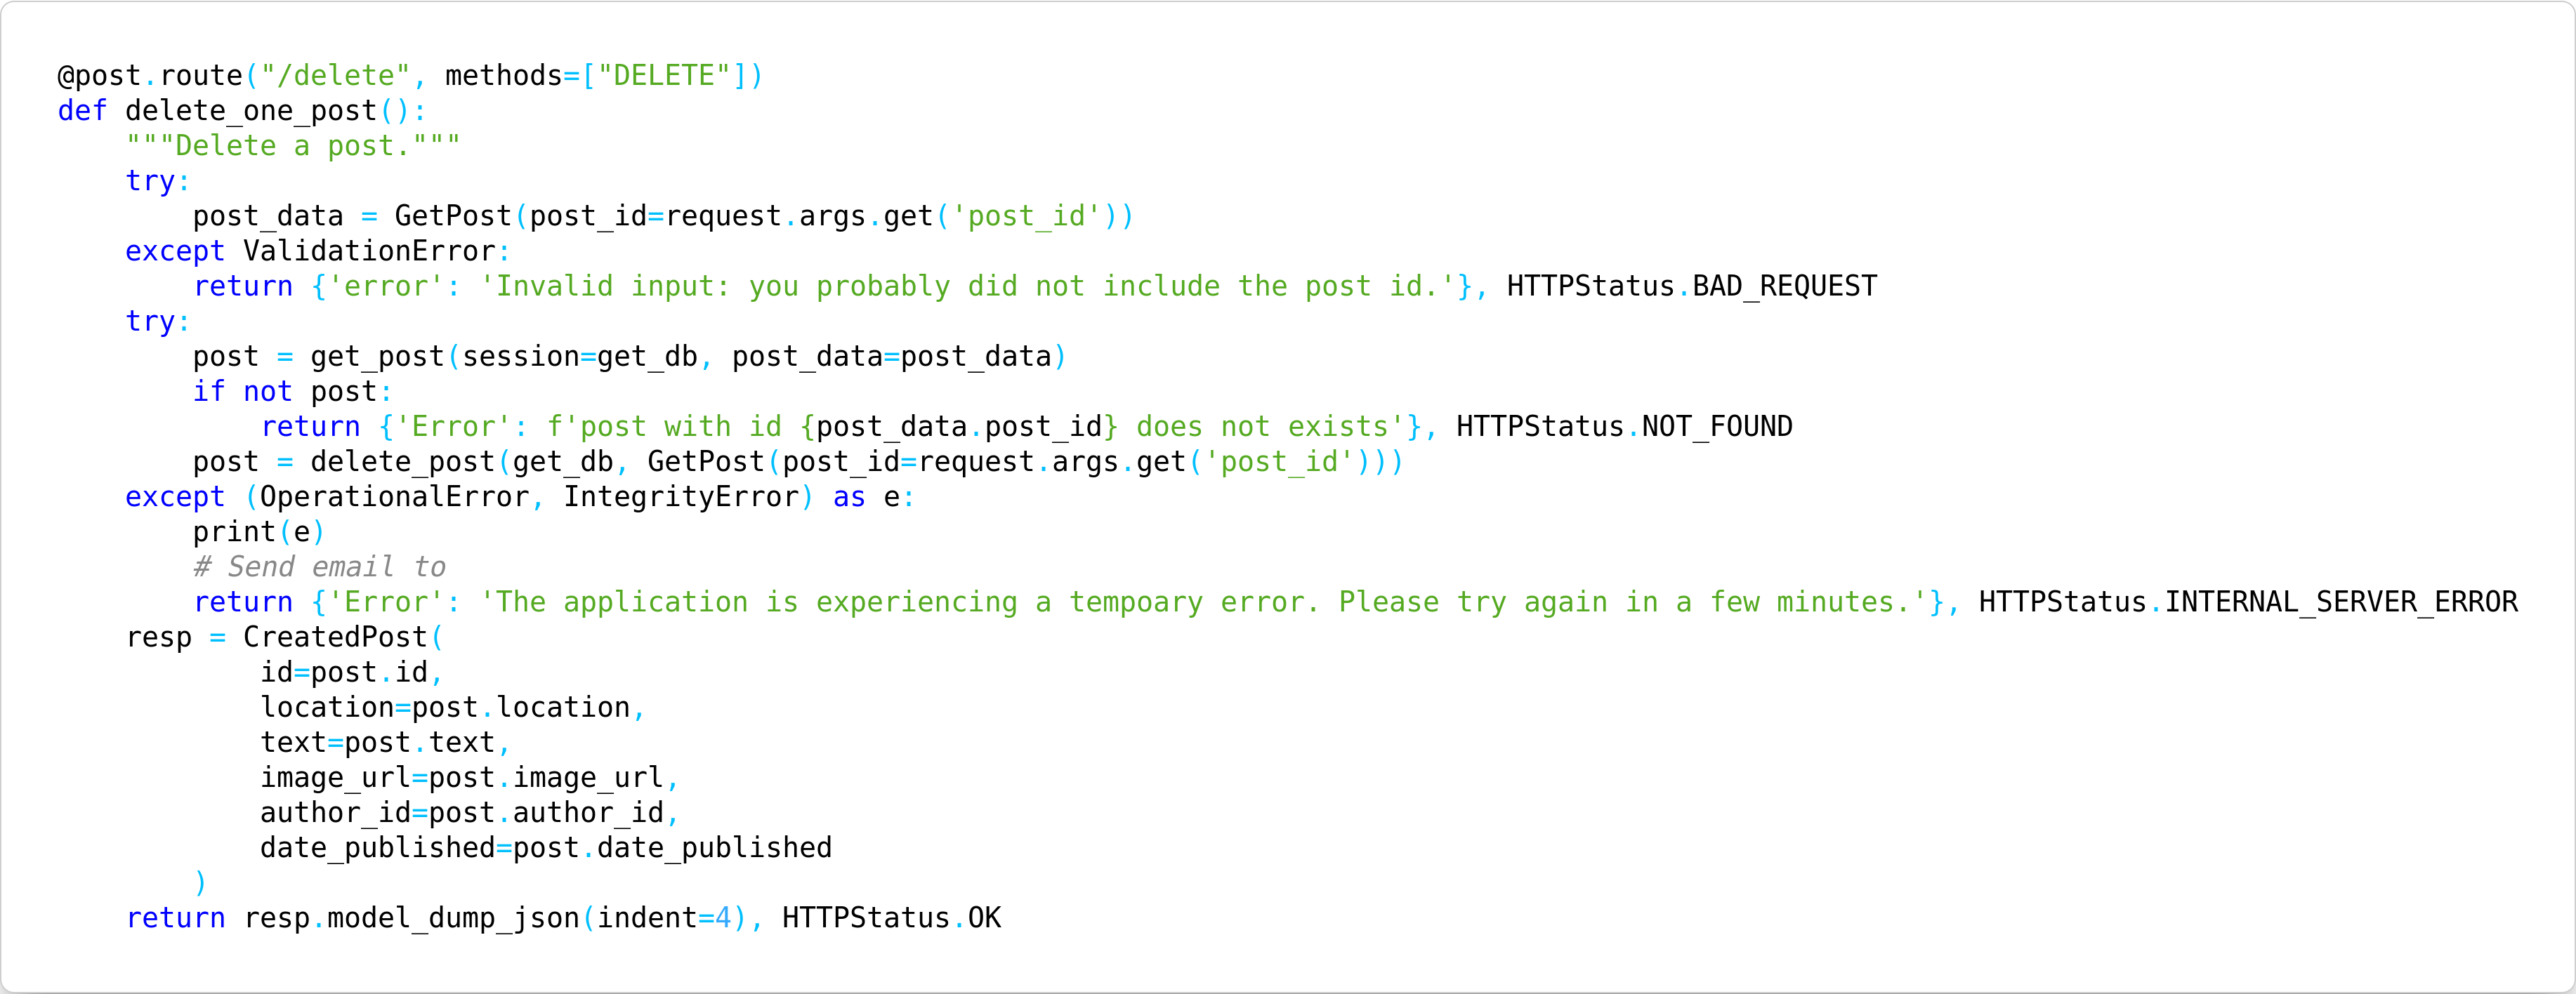 @post.route("/delete", methods=["DELETE"])
def delete_one_post():
    """Delete a post."""
    try:
        post_data = GetPost(post_id=request.args.get('post_id'))
    except ValidationError:
        return {'error': 'Invalid input: you probably did not include the post id.'}, HTTPStatus.BAD_REQUEST
    try:
        post = get_post(session=get_db, post_data=post_data)
        if not post:
            return {'Error': f'post with id {post_data.post_id} does not exists'}, HTTPStatus.NOT_FOUND
        post = delete_post(get_db, GetPost(post_id=request.args.get('post_id')))
    except (OperationalError, IntegrityError) as e:
        print(e)
        # Send email to
        return {'Error': 'The application is experiencing a tempoary error. Please try again in a few minutes.'}, HTTPStatus.INTERNAL_SERVER_ERROR
    resp = CreatedPost(
            id=post.id,
            location=post.location,
            text=post.text,
            image_url=post.image_url,
            author_id=post.author_id,
            date_published=post.date_published
        )
    return resp.model_dump_json(indent=4), HTTPStatus.OK